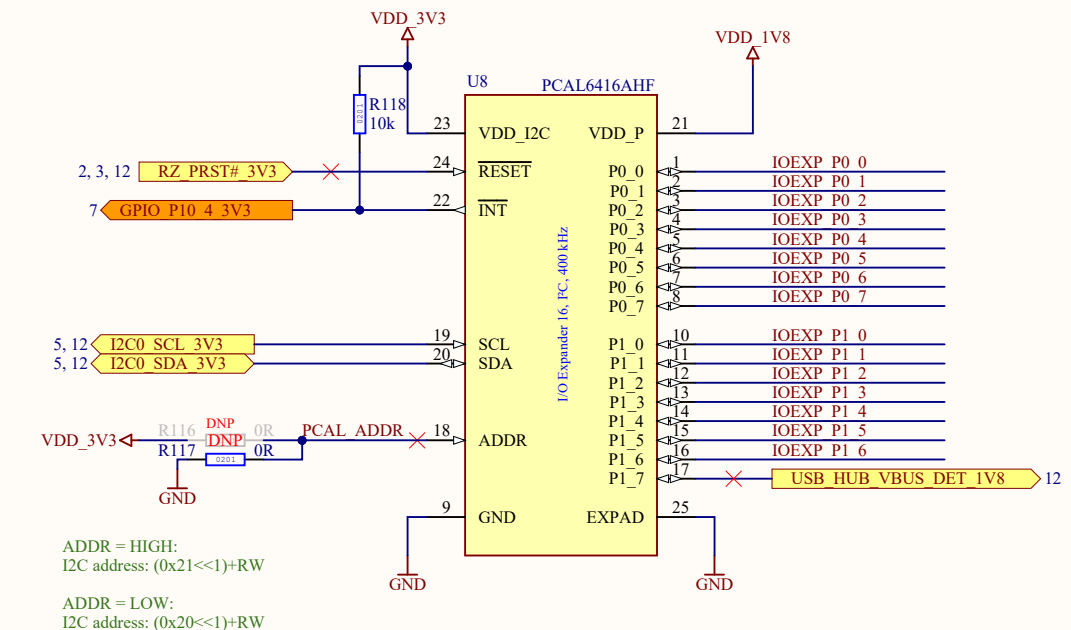 VDD_3V3
VDD_1V8
U8
PCAL6416AHF
R118
10k
0201
23
VDD_I2C
VDD_P
21
2, 3, 12
RZ_PRST#_3V3
24
RESET
P0_0
1
IOEXP_P0_0
P0_1
2
IOEXP_P0_1
7
GPIO_P10_4_3V3
22
INT
P0_2
3
IOEXP_P0_2
P0_3
4
IOEXP_P0_3
P0_4
5
IOEXP_P0_4
P0_5
6
IOEXP_P0_5
P0_6
7
IOEXP_P0_6
P0_7
8
IOEXP_P0_7
I/O Expander 16, I²C, 400 kHz
5, 12
I2C0_SCL_3V3
19
SCL
P1_0
10
IOEXP_P1_0
5, 12
I2C0_SDA_3V3
20
SDA
P1_1
11
IOEXP_P1_1
P1_2
12
IOEXP_P1_2
P1_3
13
IOEXP_P1_3
P1_4
14
IOEXP_P1_4
DNP
VDD_3V3
R116
DNP
0R
PCAL_ADDR
18
ADDR
P1_5
15
IOEXP_P1_5
R117
0201
0R
P1_6
16
IOEXP_P1_6
P1_7
17
USB_HUB_VBUS_DET_1V8
12
GND
9
GND
EXPAD
25
GND
GND
ADDR = HIGH:
I2C address: (0x21<<1)+RW
ADDR = LOW:
I2C address: (0x20<<1)+RW